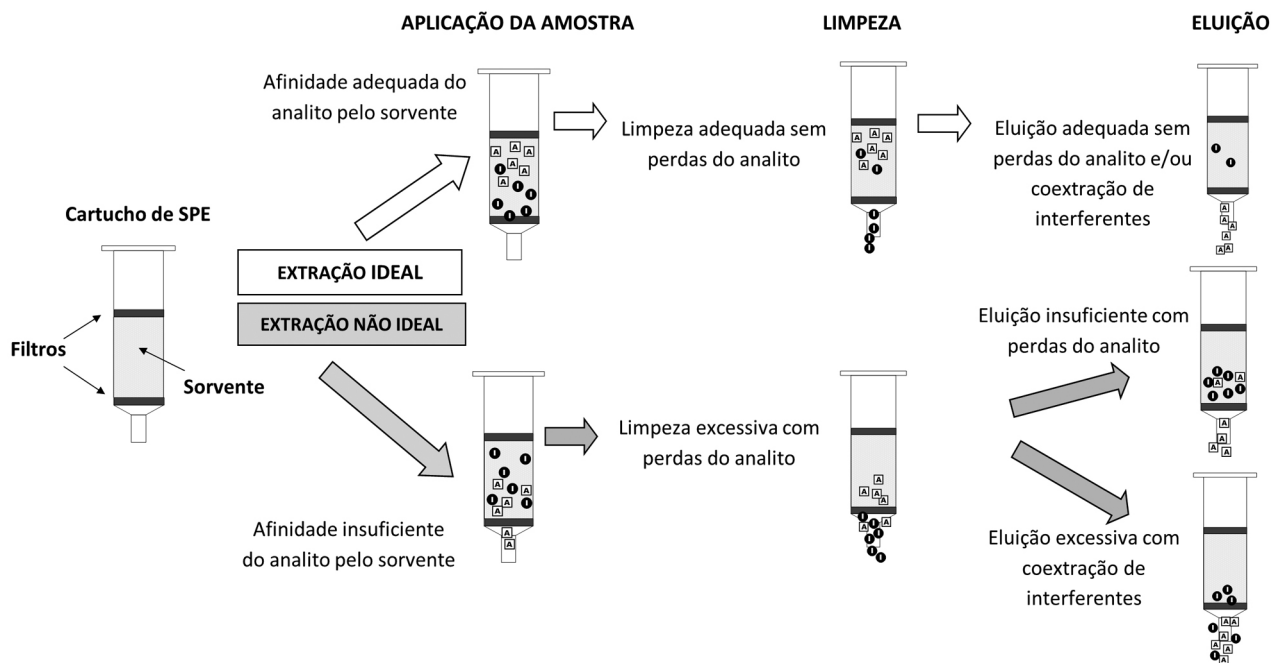 APLICAÇÃO DA AMOSTRA
LIMPEZA
ELUIÇÃO
Afinidade adequada do
analito pelo sorvente
Limpeza adequada sem
perdas do analito
Eluição adequada sem
perdas do analito e/ou
coextração de
interferentes
Cartucho de SPE
Filtros
Sorvente
EXTRAÇÃO IDEAL
EXTRAÇÃO NÃO IDEAL
Afinidade insuficiente
do analito pelo sorvente
Limpeza excessiva com
perdas do analito
Eluição insuficiente com
perdas do analito
Eluição excessiva com
coextração de
interferentes